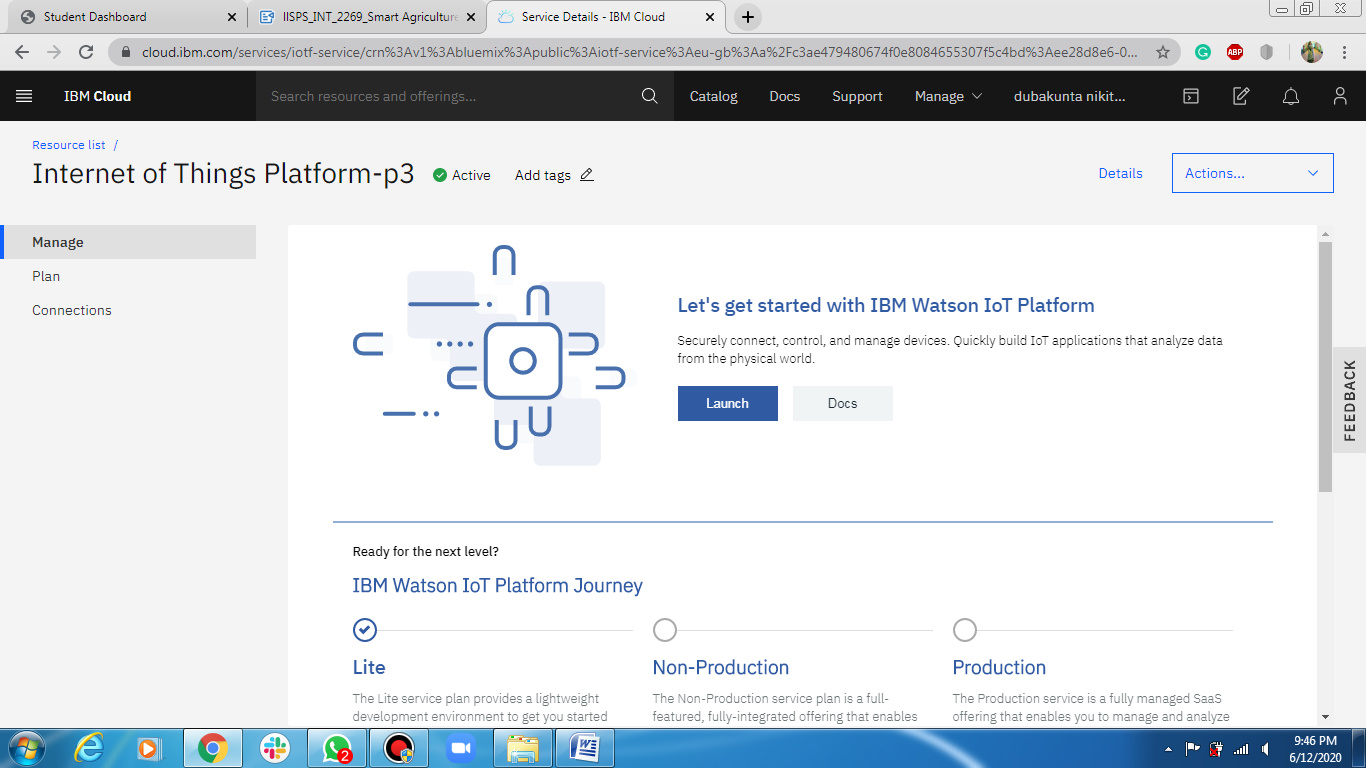 Student Dashboard
IISPS_INT_2269_Smart Agriculture
Service Details - IBM Cloud
cloud.ibm.com/services/iotf-service/crn%3Av1%3Abluemix%3Apublic%3Aiotf-service%3Aeu-gb%3Aa%2Fc3ae479480674f0e8084655307f5c4bd%3Aee28d8e6-0...
ABP
IBM Cloud
Search resources and offerings...
Catalog
Docs
Support
Manage
dubakunta nikit...
Resource list /
Internet of Things Platform-p3
Active
Add tags
Details
Actions...
Manage
Plan
Connections
Let's get started with IBM Watson IoT Platform
Securely connect, control, and manage devices. Quickly build IoT applications that analyze data
from the physical world.
Launch
Docs
FEEDBACK
Ready for the next level?
IBM Watson IoT Platform Journey
Lite
The Lite service plan provides a lightweight
development environment to get you started
Non-Production
The Non-Production service plan is a full-
featured, fully-integrated offering that enables
Production
The Production service is a fully managed SaaS
offering that enables you to manage and analyze
2
9:46 PM
6/12/2020